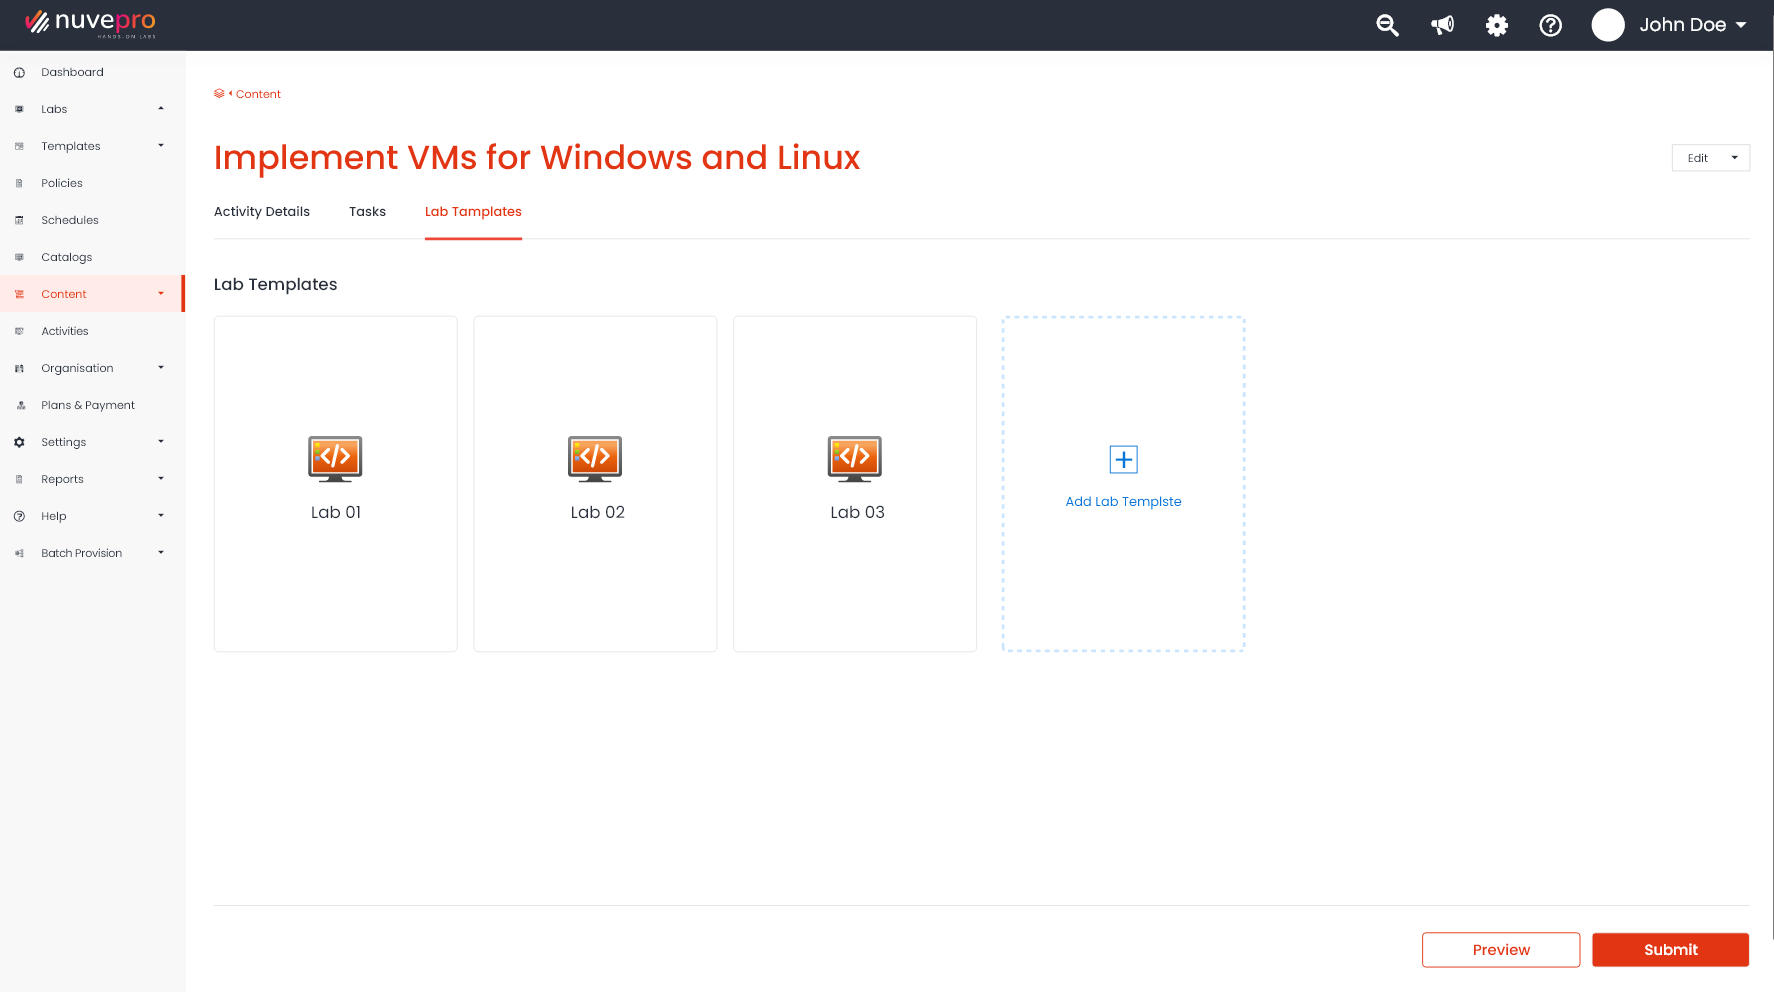 nuvepro
HANDS-ON LABS
John Doe
Dashboard
Labs
Templates
Policies
Schedules
Catalogs
Content
Activities
Organisation
Plans & Payment
Settings
Reports
Help
Batch Provision
Content
Implement VMs for Windows and Linux
Edit
Activity Details
Tasks
Lab Tamplates
Lab Templates
</>
Lab 01
</>
Lab 02
</>
Lab 03
Add Lab Templste
Preview
Submit